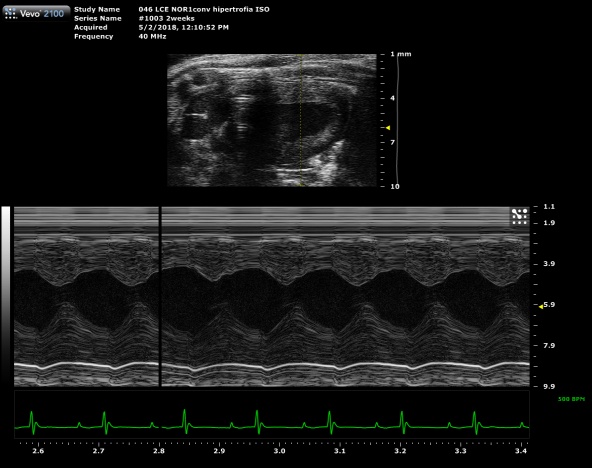 Vevo 2100
Study Name 046 LCE NOR1conv hipertrofia ISO
Series Name #1003 2weeks
Acquired 5/2/2018, 12:10:52 PM
Frequency 40 MHz
1 mm
4
7
10
1.1
1.9
3.9
5.9
7.9
9.9
500 BPM
2.6 2.7 2.8 2.9 3.0 3.1 3.2 3.3 3.4